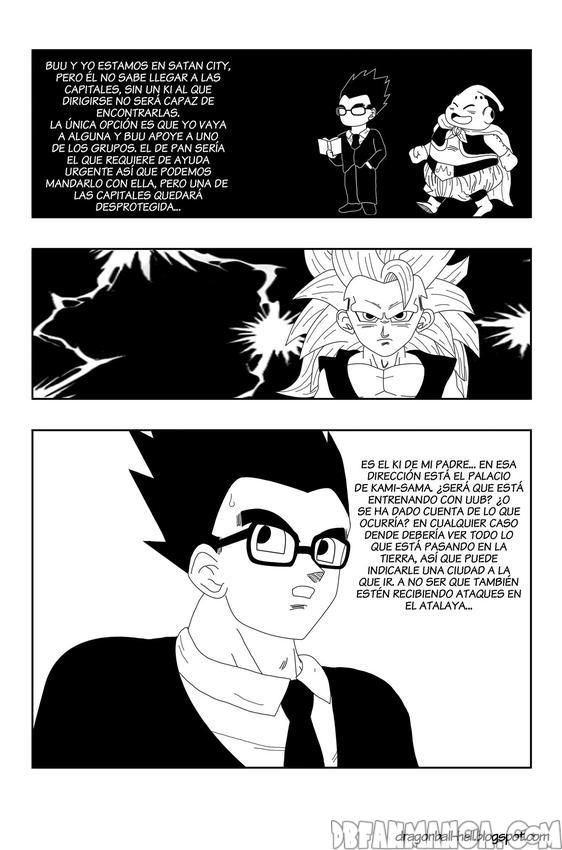 BUU Y YO ESTAMOS EN SATAN CITY,
PERO ÉL NO SABE LLEGAR A LAS
CAPITALES, SIN UN KI AL QUE
DIRIGIRSE NO SERÁ CAPAZ DE
ENCONTRARLAS.
LA ÚNICA OPCIÓN ES QUE YO VAYA
A ALGUNA Y BUU APOYE A UNO
DE LOS GRUPOS. EL DE PAN SERÍA
EL QUE REQUIERE DE AYUDA
URGENTE ASÍ QUE PODEMOS
MANDARLO CON ELLA, PERO UNA DE
LAS CAPITALES QUEDARÁ
DESPROTEGIDA...
ES EL KI DE MI PADRE... EN ESA
DIRECCIÓN ESTÁ EL PALACIO
DE KAMI-SAMA. ¿SERÁ QUE ESTÁ
ENTRENANDO CON UUB? ¿O
SE HA DADO CUENTA DE LO QUE
OCURRÍA? EN CUALQUIER CASO
DENDE DEBERÍA VER TODO LO
QUE ESTÁ PASANDO EN LA
TIERRA, ASÍ QUE PUEDE
INDICARLE UNA CIUDAD A LA
QUE IR. A NO SER QUE TAMBIÉN
ESTÉN RECIBIENDO ATAQUES EN
EL ATALAYA...
dragonball-nsl.blogspot.com
DBFANMANGA.COM